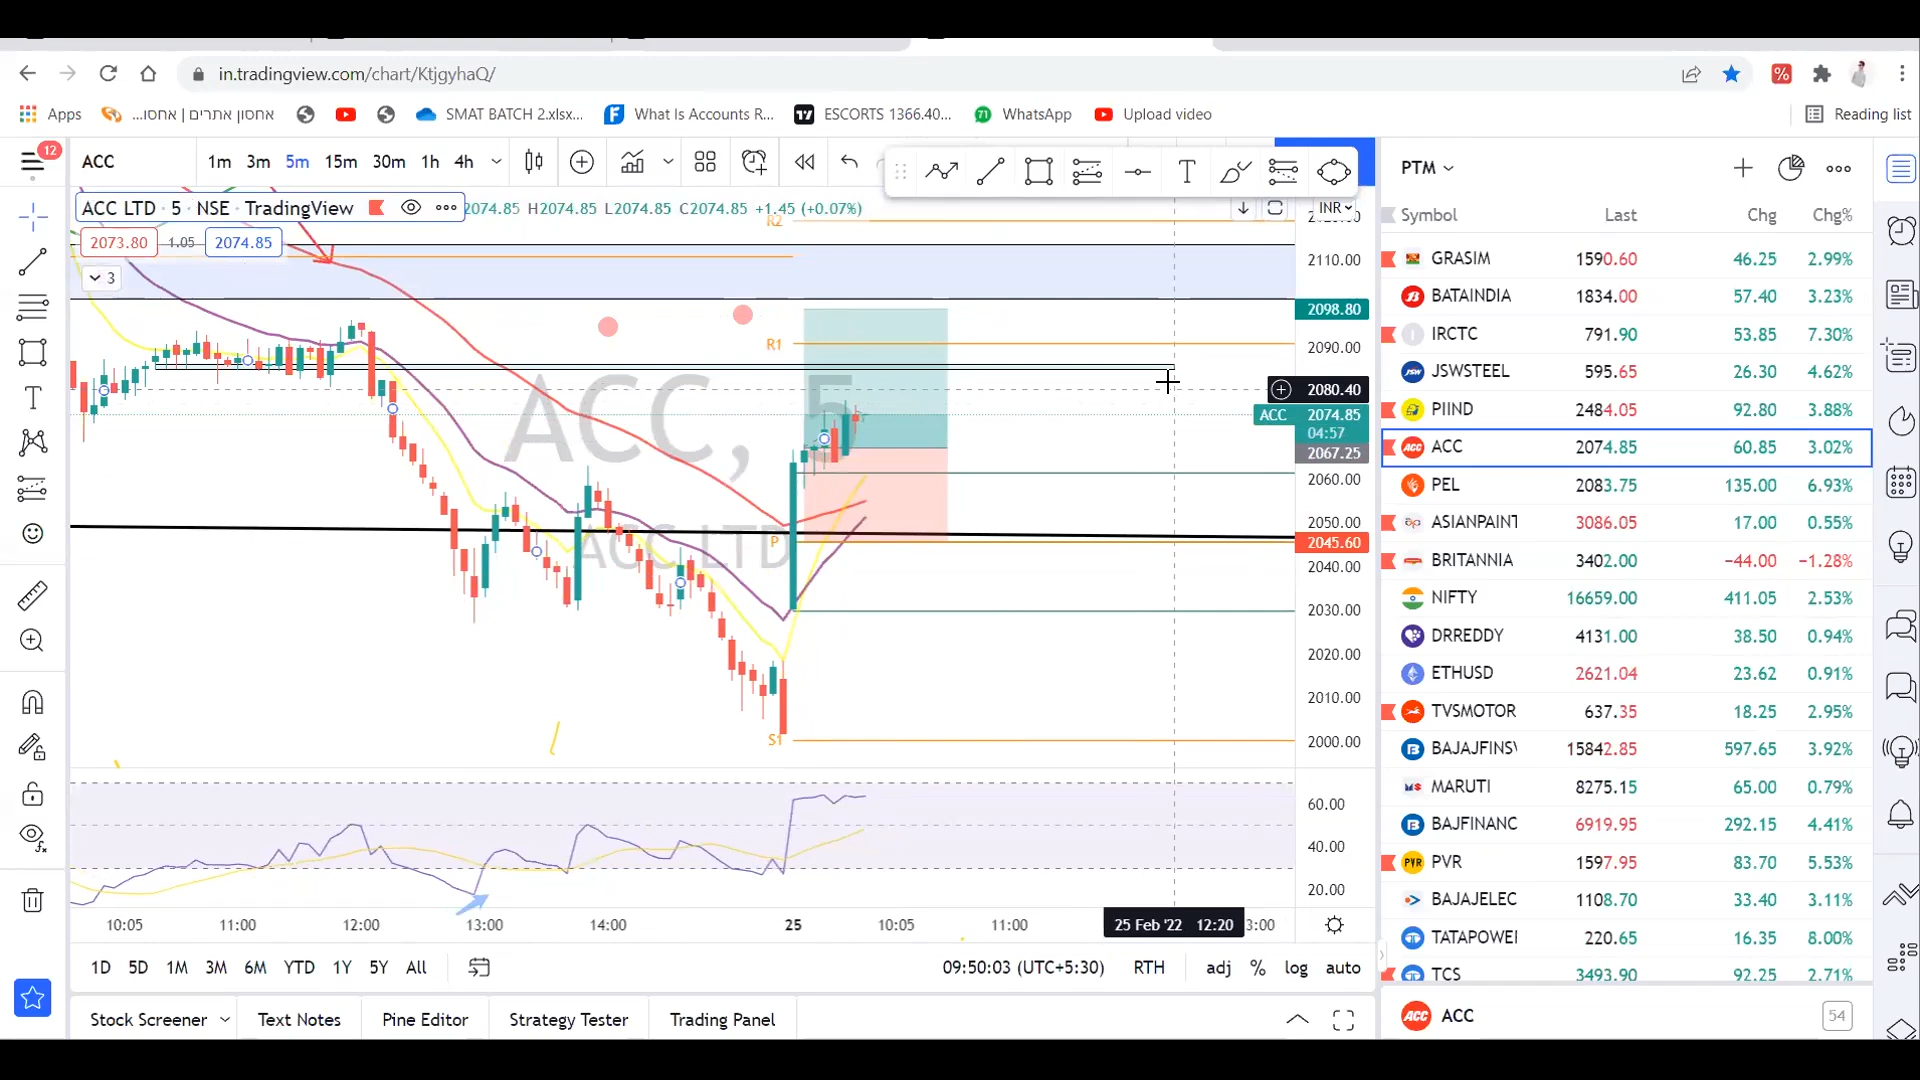 in.tradingview.com/chart/KtjgyhaQ/
Apps
אחסון אתרים | אחסו...
SMAT BATCH 2.xlsx...
What Is Accounts R...
ESCORTS 1366.40...
WhatsApp
Upload video
Reading list
12
ACC
1m 3m 5m 15m 30m 1h 4h
PTM
ACC LTD · 5 · NSE · TradingView
2074.85 H2074.85 L2074.85 C2074.85 +1.45 (+0.07%)
INR
2073.80 1.05 2074.85
3
R2
R1
P
S1
ACC, 5
ACC LTD
2110.00
2098.80
2090.00
2080.40
ACC 2074.85
04:57
2067.25
2060.00
2050.00
2045.60
2040.00
2030.00
2020.00
2010.00
2000.00
60.00
40.00
20.00
10:05 11:00 12:00 13:00 14:00 25 10:05 11:00 25 Feb '22 12:20 3:00
1D 5D 1M 3M 6M YTD 1Y 5Y All
09:50:03 (UTC+5:30) RTH adj % log auto
Stock Screener Text Notes Pine Editor Strategy Tester Trading Panel
Symbol Last Chg Chg%
GRASIM 1590.60 46.25 2.99%
BATAINDIA 1834.00 57.40 3.23%
IRCTC 791.90 53.85 7.30%
JSWSTEEL 595.65 26.30 4.62%
PIIND 2484.05 92.80 3.88%
ACC 2074.85 60.85 3.02%
PEL 2083.75 135.00 6.93%
ASIANPAINT 3086.05 17.00 0.55%
BRITANNIA 3402.00 −44.00 −1.28%
NIFTY 16659.00 411.05 2.53%
DRREDDY 4131.00 38.50 0.94%
ETHUSD 2621.04 23.62 0.91%
TVSMOTOR 637.35 18.25 2.95%
BAJAJFINSV 15842.85 597.65 3.92%
MARUTI 8275.15 65.00 0.79%
BAJFINANC 6919.95 292.15 4.41%
PVR 1597.95 83.70 5.53%
BAJAJELEC 1108.70 33.40 3.11%
TATAPOWER 220.65 16.35 8.00%
TCS 3493.90 92.25 2.71%
ACC 54